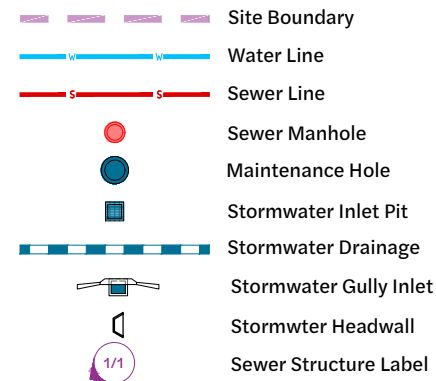 Site Boundary
W W Water Line
S S Sewer Line
Sewer Manhole
Maintenance Hole
Stormwater Inlet Pit
Stormwater Drainage
Stormwater Gully Inlet
Stormwter Headwall
1/1 Sewer Structure Label